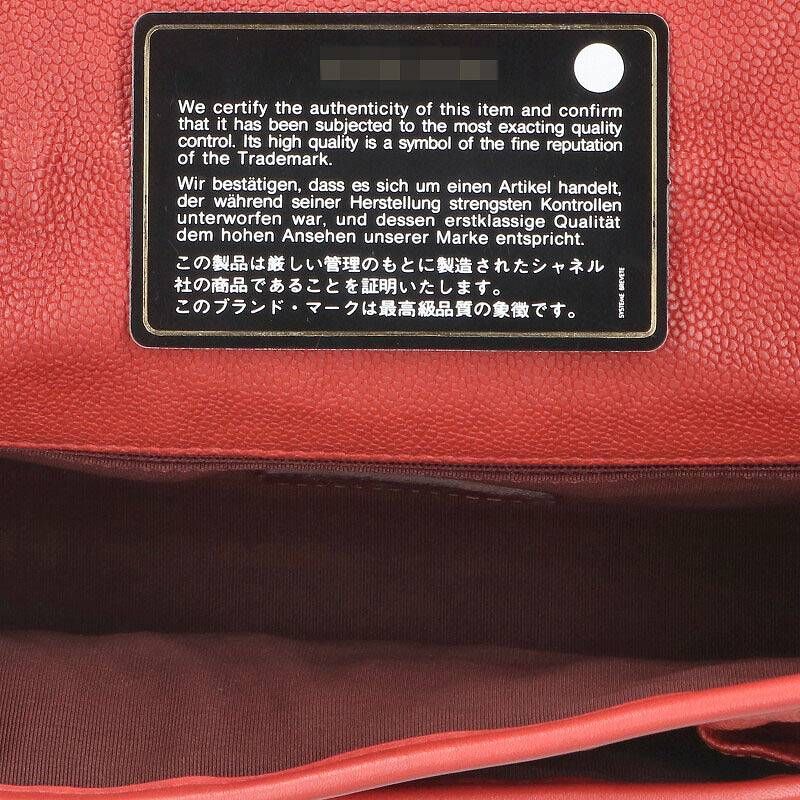 We certify the authenticity of this item and confirm
that it has been subjected to the most exacting quality
control. Its high quality is a symbol of the fine reputation
of the Trademark.
Wir bestätigen, dass es sich um einen Artikel handelt,
der während seiner Herstellung strengsten Kontrollen
unterworfen war, und dessen erstklassige Qualität
dem hohen Ansehen unserer Marke entspricht.
この製品は厳しい管理のもとに製造されたシャネル
社の商品であることを証明いたします。
このブランド・マークは最高級品質の象徴です。
SYSTEME BREVETE